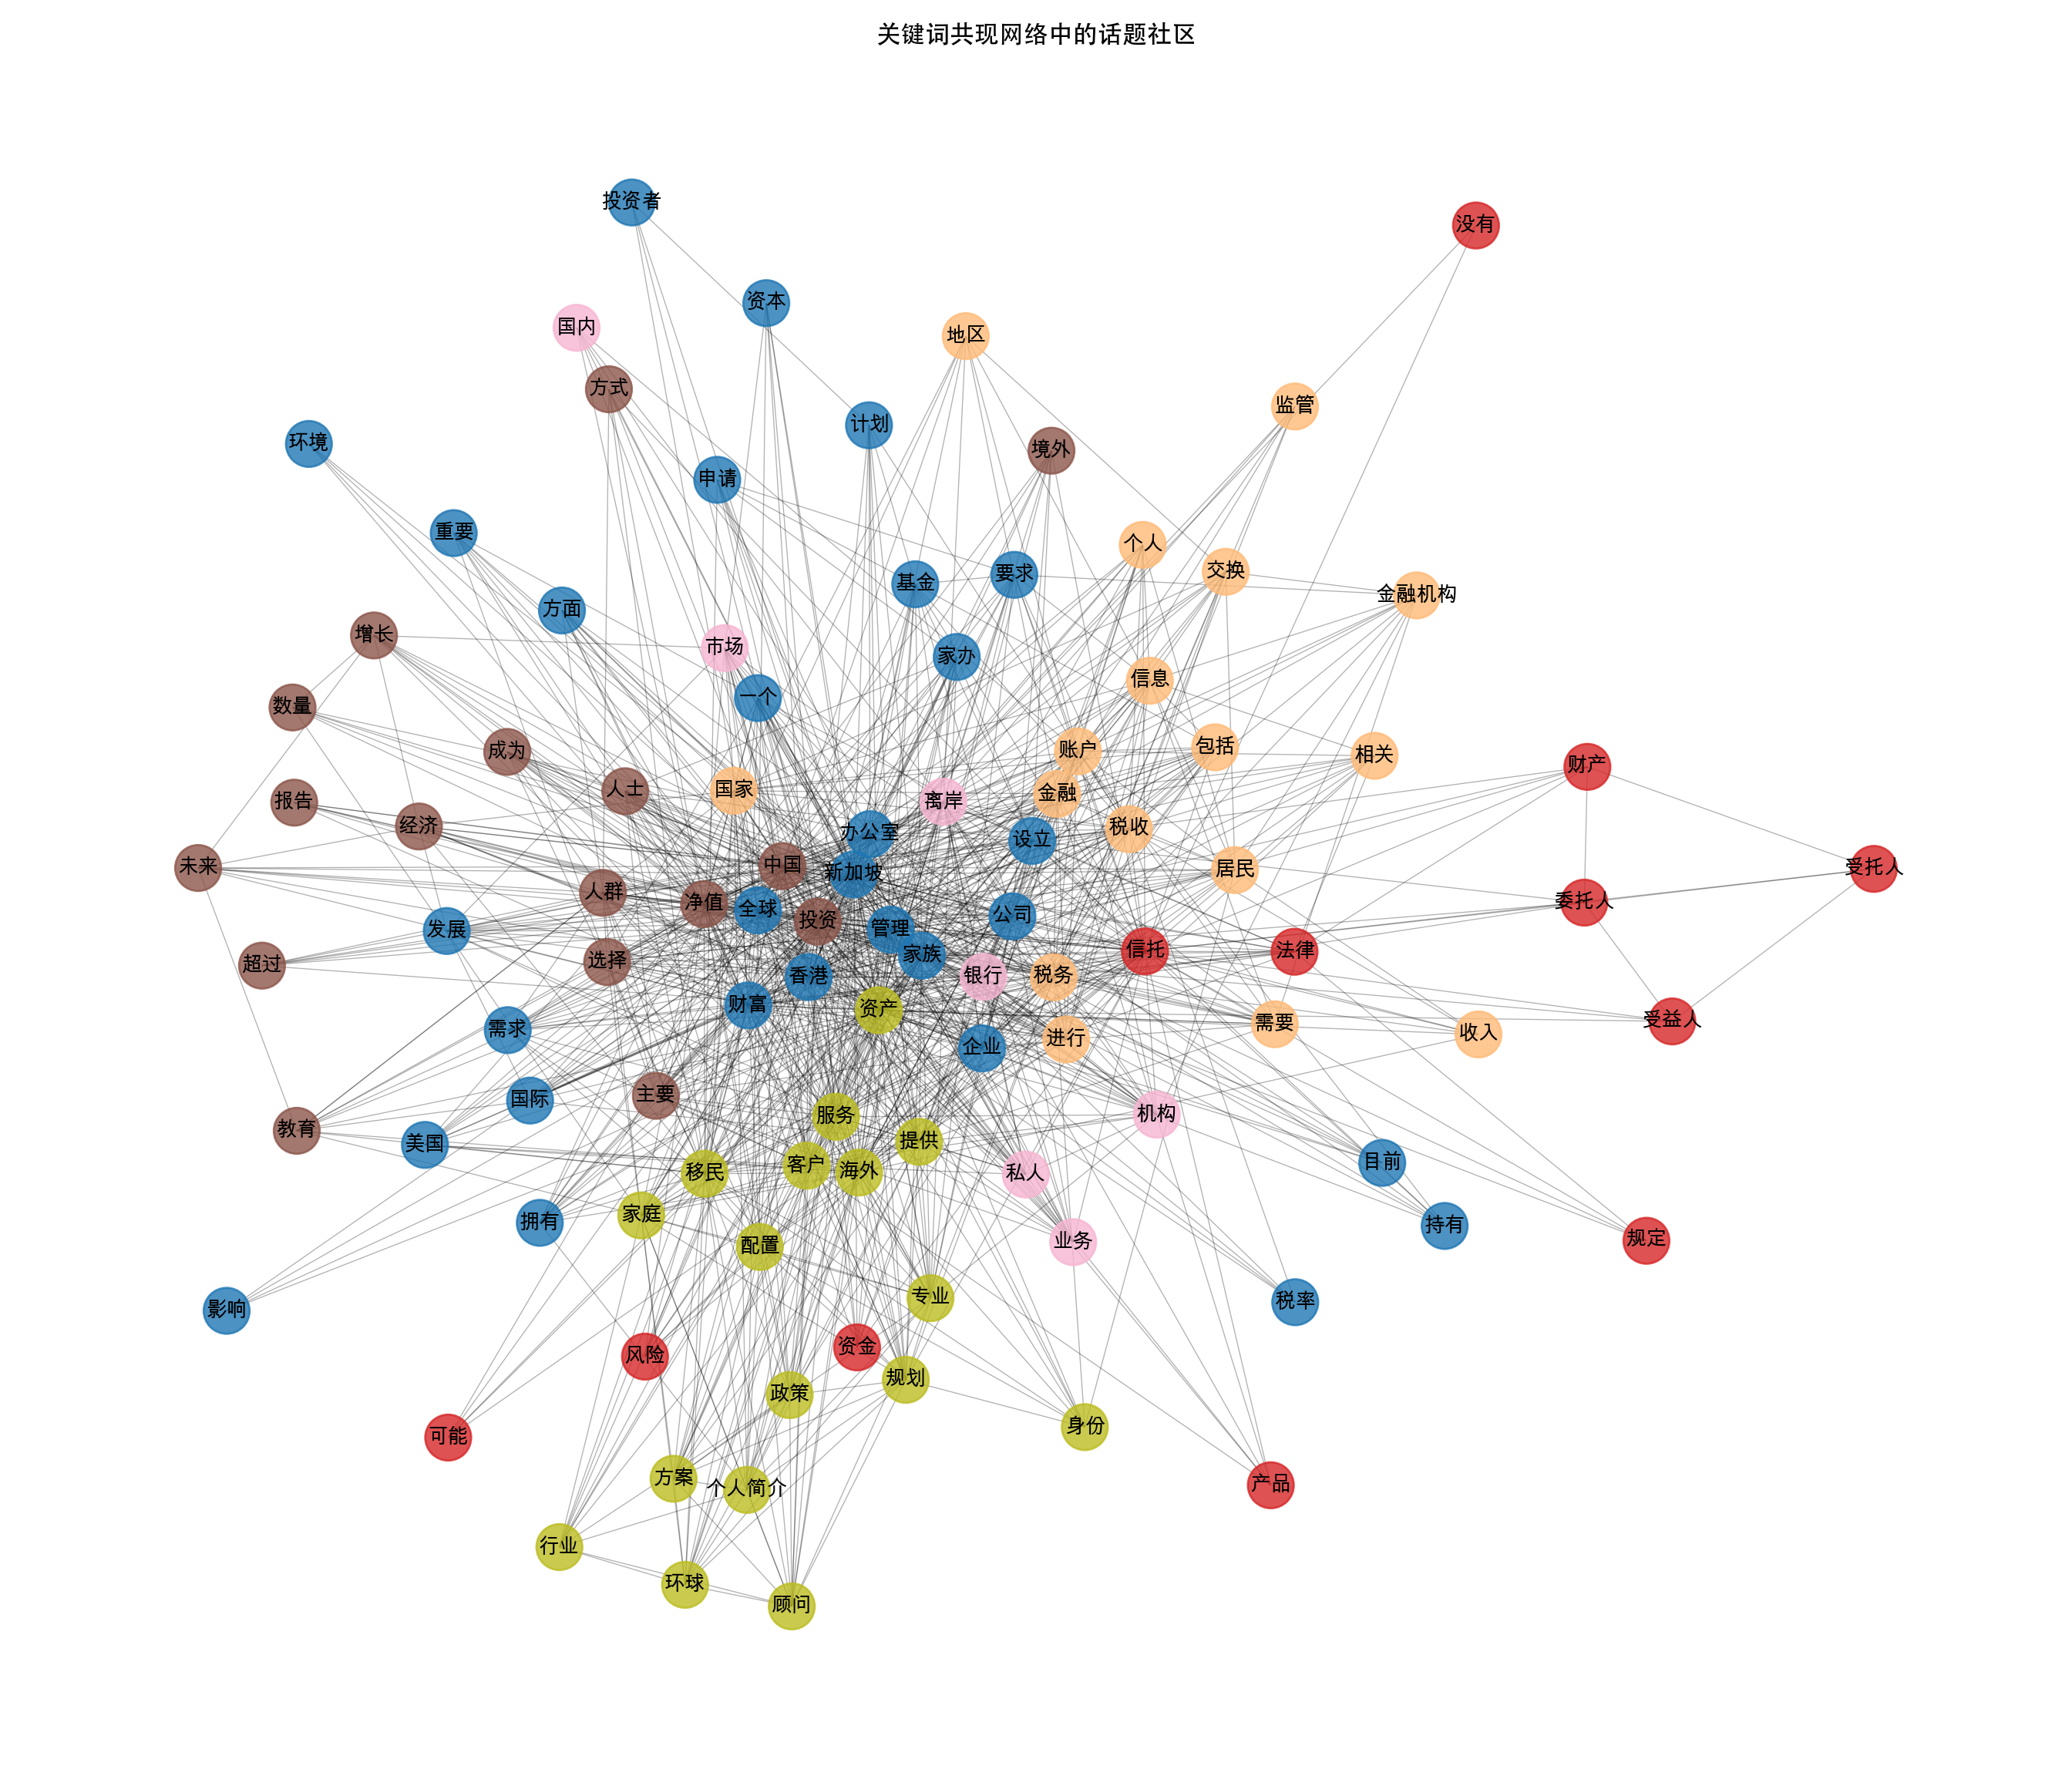 关键词共现网络中的话题社区
投资者
没有
资本
国内
地区
方式
监管
计划
环境
境外
申请
重要
个人
交换
要求
基金
金融机构
方面
增长
市场
家办
信息
一个
数量
成为
账户
包括
相关
财产
人士
国家
金融
报告
离岸
经济
税收
办公室
设立
中国
未来
新加坡
居民
受托人
人群
净值
全球
委托人
投资
公司
发展
管理
信托
法律
家族
选择
超过
香港
银行
税务
财富
资产
受益人
需要
需求
收入
进行
企业
主要
国际
服务
机构
教育
美国
提供
目前
客户
海外
移民
私人
家庭
拥有
持有
规定
业务
配置
专业
税率
影响
资金
风险
规划
政策
身份
可能
方案
产品
个人简介
行业
环球
顾问